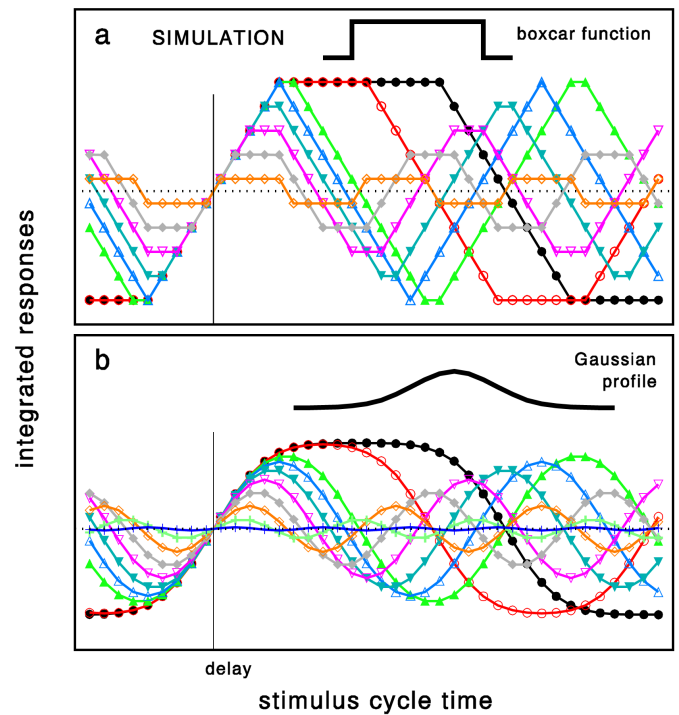 a
SIMULATION
boxcar function
integrated responses
b
Gaussian
profile
delay
stimulus cycle time